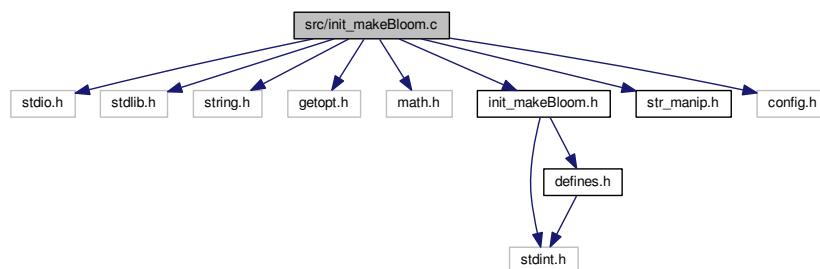 src/init_makeBloom.c
stdio.h
stdlib.h
string.h
getopt.h
math.h
init_makeBloom.h
str_manip.h
config.h
defines.h
stdint.h